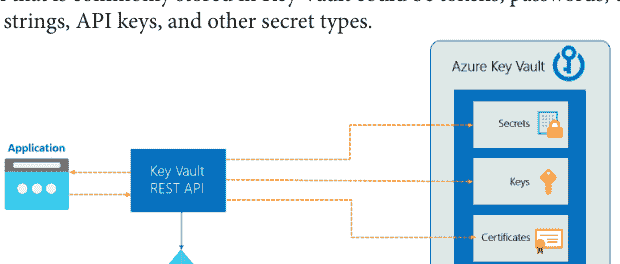 strings, API keys, and other secret types.
Azure Key Vault
Application
Key Vault
REST API
Secrets
Keys
Certificates